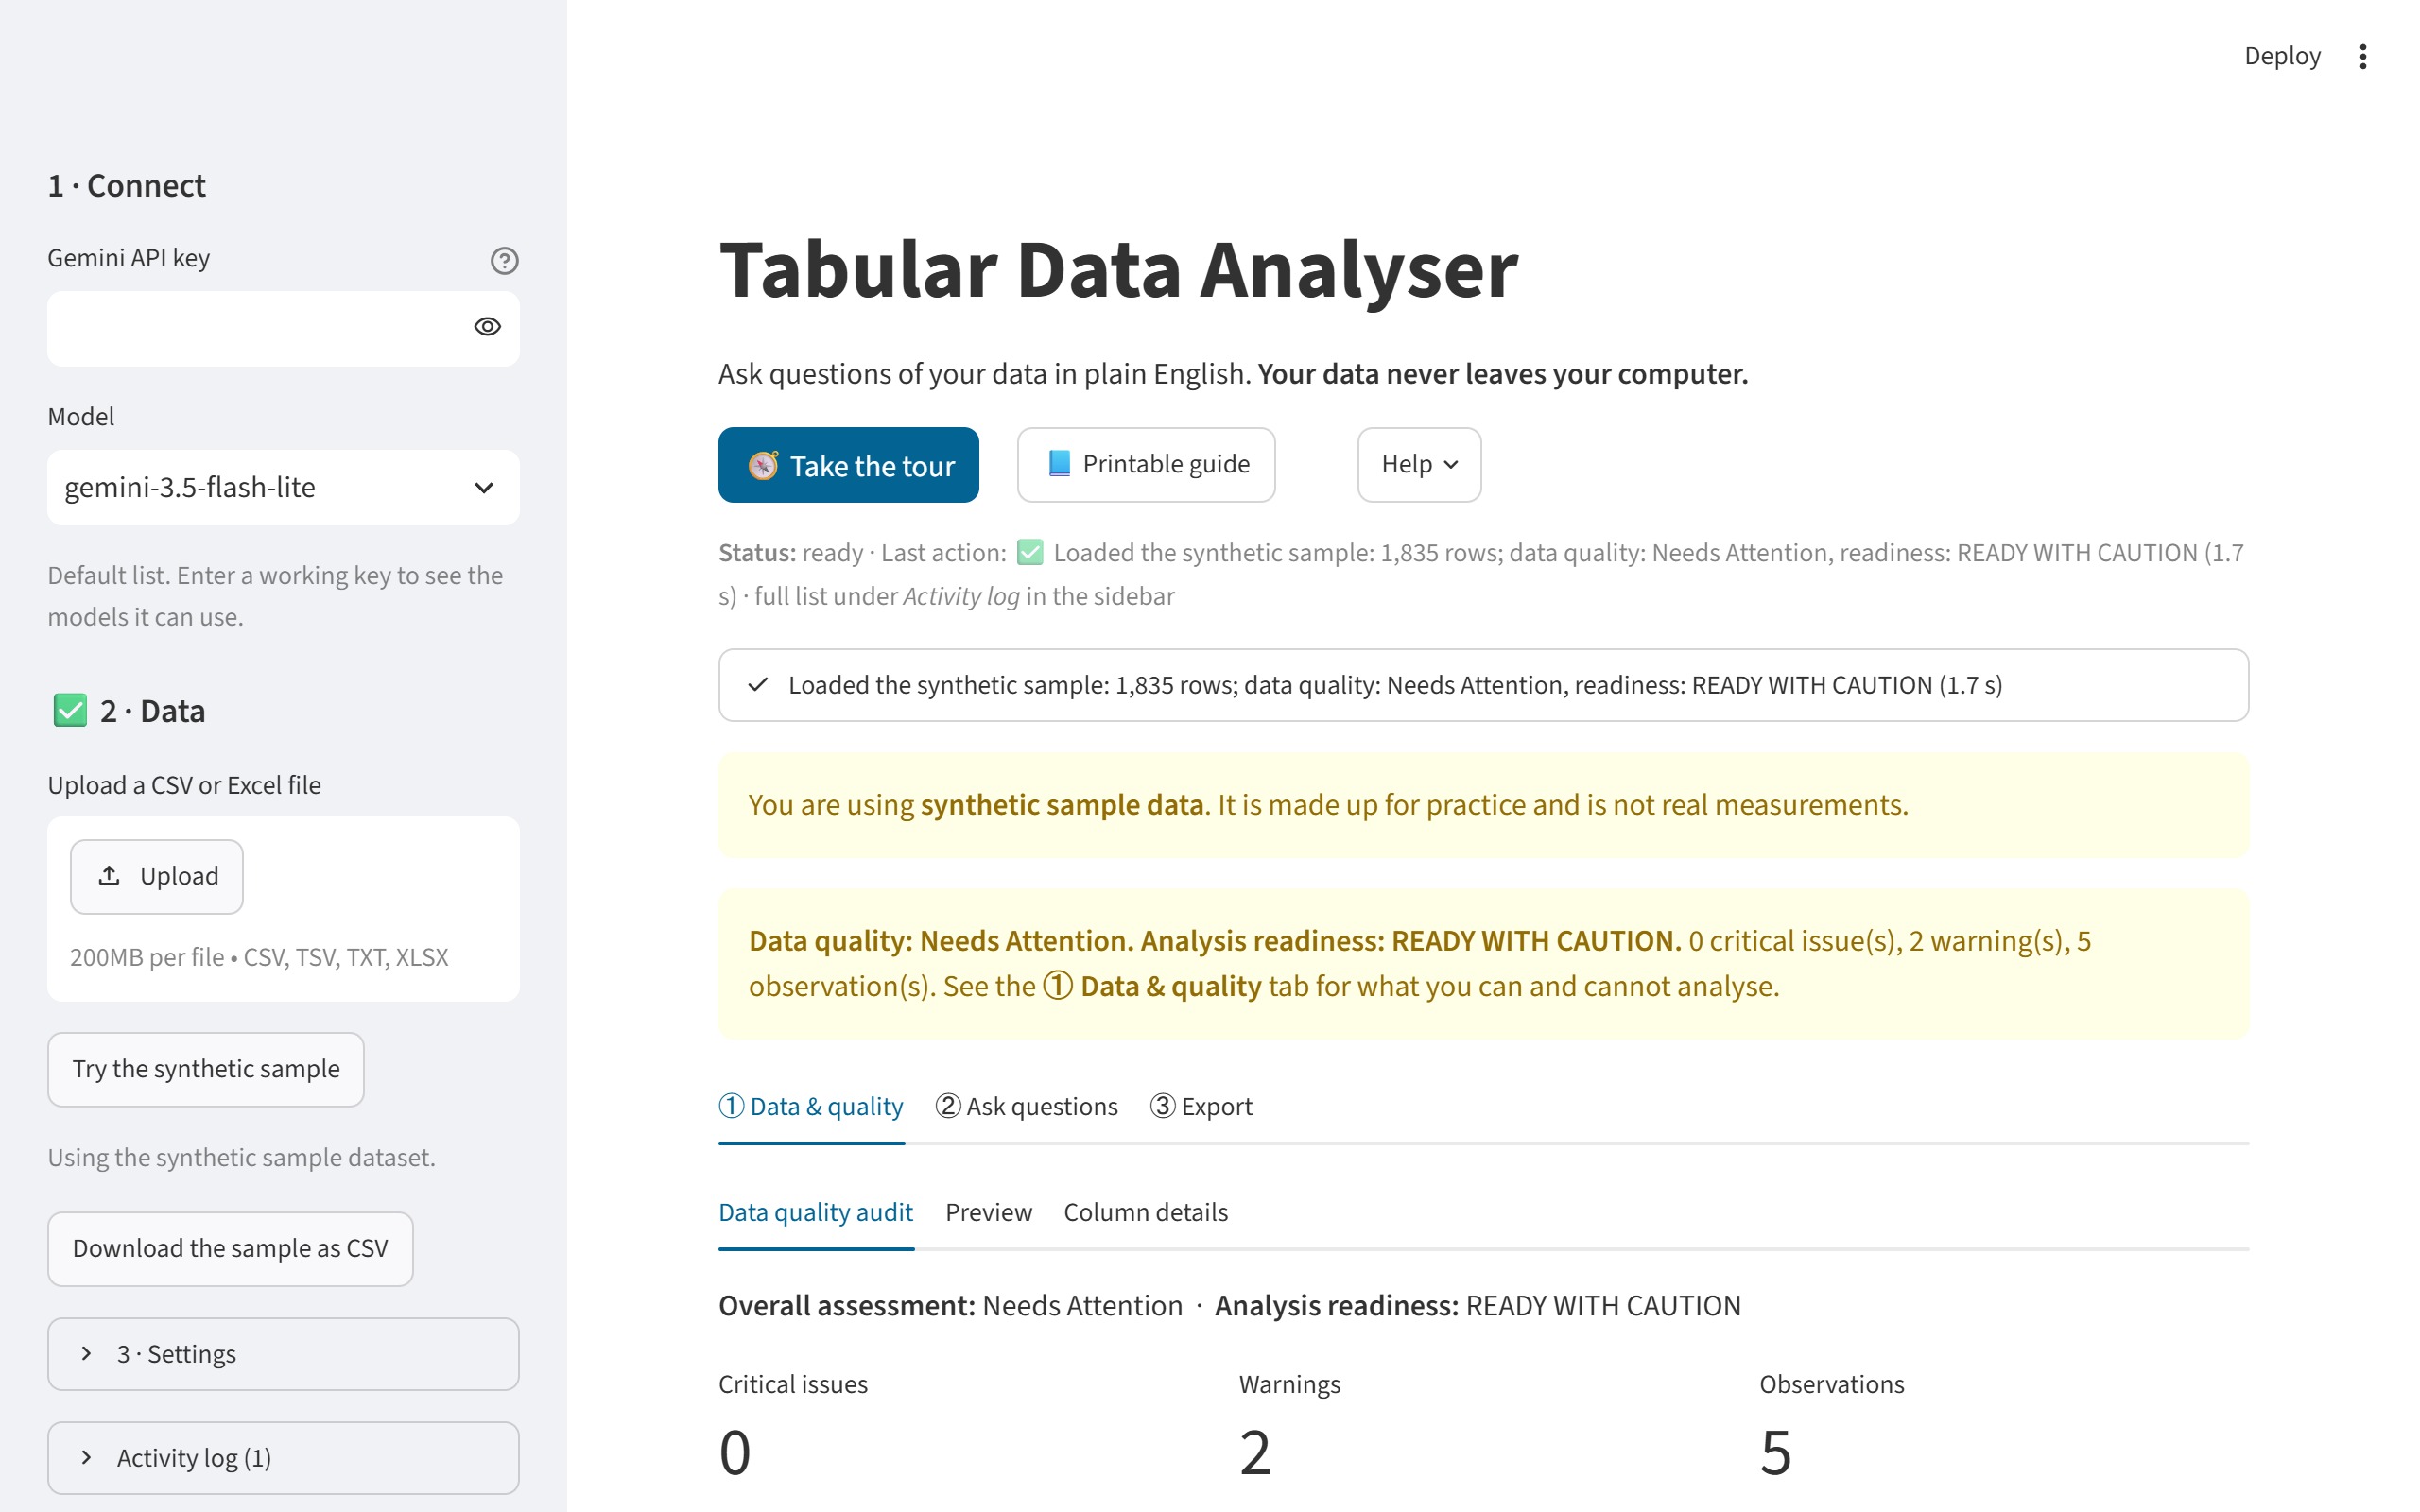 Deploy
1 · Connect
Gemini API key
Model
gemini-3.5-flash-lite
Default list. Enter a working key to see the
models it can use.
✅ 2 · Data
Upload a CSV or Excel file
Upload
200MB per file • CSV, TSV, TXT, XLSX
Try the synthetic sample
Using the synthetic sample dataset.
Download the sample as CSV
3 · Settings
Activity log (1)
Tabular Data Analyser
Ask questions of your data in plain English. Your data never leaves your computer.
🧭 Take the tour
📘 Printable guide
Help
Status: ready · Last action: ✅ Loaded the synthetic sample: 1,835 rows; data quality: Needs Attention, readiness: READY WITH CAUTION (1.7
s) · full list under Activity log in the sidebar
Loaded the synthetic sample: 1,835 rows; data quality: Needs Attention, readiness: READY WITH CAUTION (1.7 s)
You are using synthetic sample data. It is made up for practice and is not real measurements.
Data quality: Needs Attention. Analysis readiness: READY WITH CAUTION. 0 critical issue(s), 2 warning(s), 5
observation(s). See the ① Data & quality tab for what you can and cannot analyse.
① Data & quality ② Ask questions ③ Export
Data quality audit Preview Column details
Overall assessment: Needs Attention · Analysis readiness: READY WITH CAUTION
Critical issues Warnings Observations
0 2 5